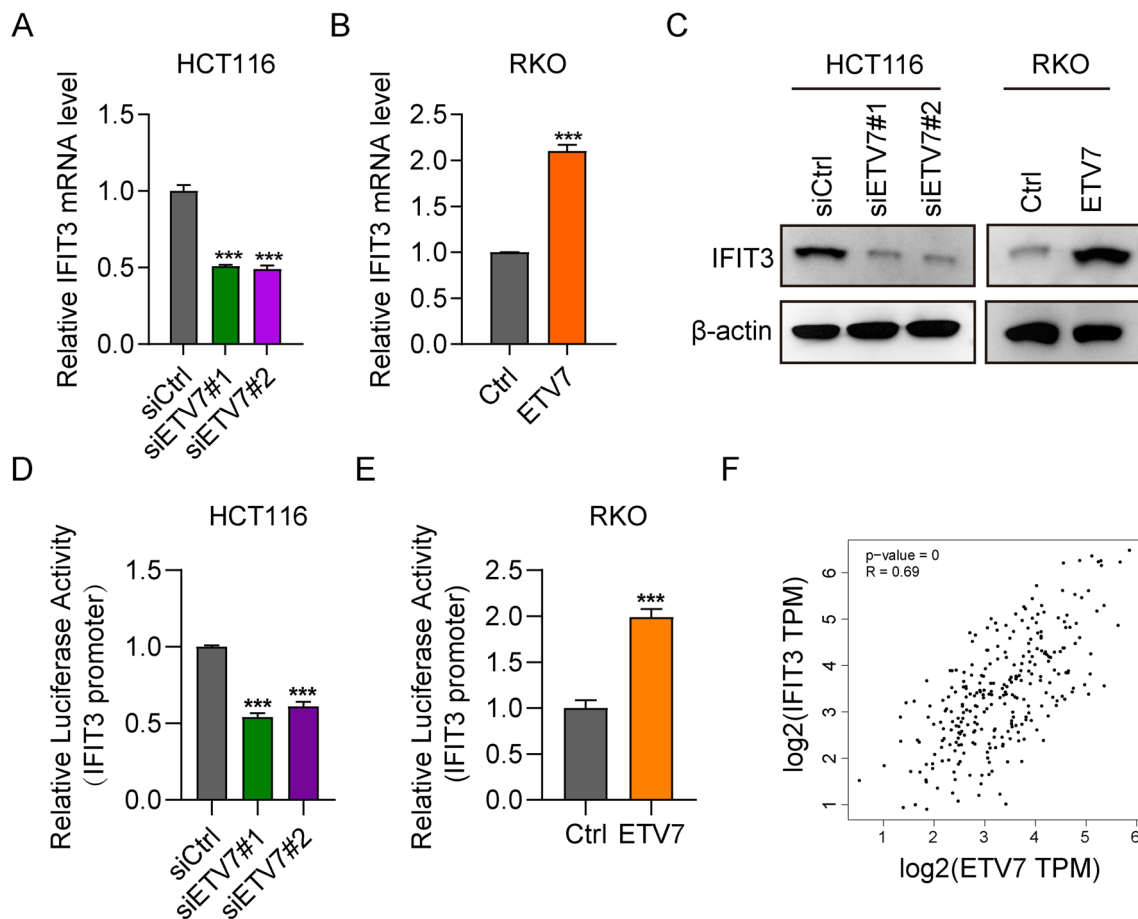 A
HCT116
Relative IFIT3 mRNA level
1.5
1.0
0.5
0.0
***
***
siCtrl
siETV7#1
siETV7#2
B
RKO
Relative IFIT3 mRNA level
2.5
2.0
1.5
1.0
0.5
0.0
***
Ctrl
ETV7
C
HCT116
RKO
siCtrl
siETV7#1
siETV7#2
Ctrl
ETV7
IFIT3
β-actin
D
HCT116
Relative Luciferase Activity
(IFIT3 promoter)
1.5
1.0
0.5
0.0
***
***
siCtrl
siETV7#1
siETV7#2
E
RKO
Relative Luciferase Activity
(IFIT3 promoter)
2.5
2.0
1.5
1.0
0.5
0.0
***
Ctrl ETV7
F
p−value = 0
R = 0.69
log2(IFIT3 TPM)
6
5
4
3
2
1
1 2 3 4 5 6
log2(ETV7 TPM)